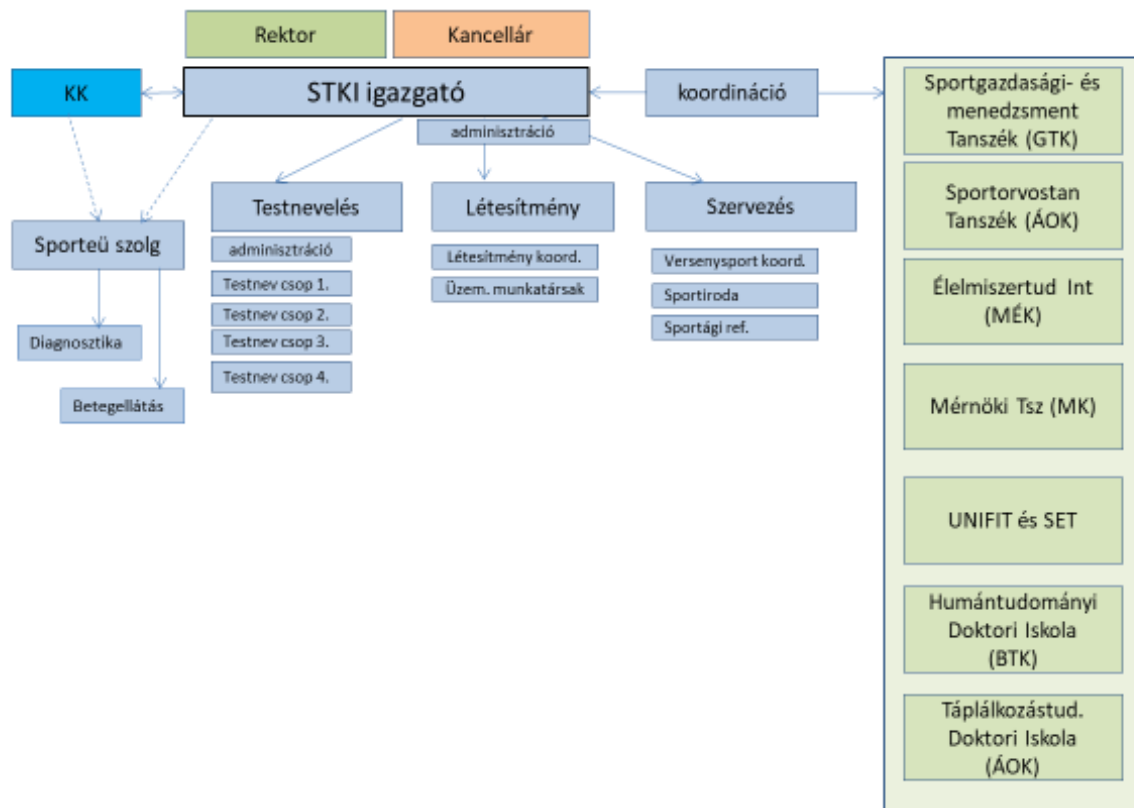 Rektor
Kancellár
KK
STKI igazgató
koordináció
adminisztráció
Testnevelés
Létesítmény
Szervezés
Sporteü szolg
adminisztráció
Testnev csop 1.
Testnev csop 2.
Testnev csop 3.
Testnev csop 4.
Létesítmény koord.
Üzem. munkatársak
Versenysport koord.
Sportiroda
Sportági ref.
Diagnosztika
Betegellátás
Sportgazdasági- és
menedzsment
Tanszék (GTK)
Sportorvostan
Tanszék (ÁOK)
Élelmiszertud Int
(MÉK)
Mérnöki Tsz (MK)
UNIFIT és SET
Humántudományi
Doktori Iskola
(BTK)
Táplálkozástud.
Doktori Iskola
(ÁOK)